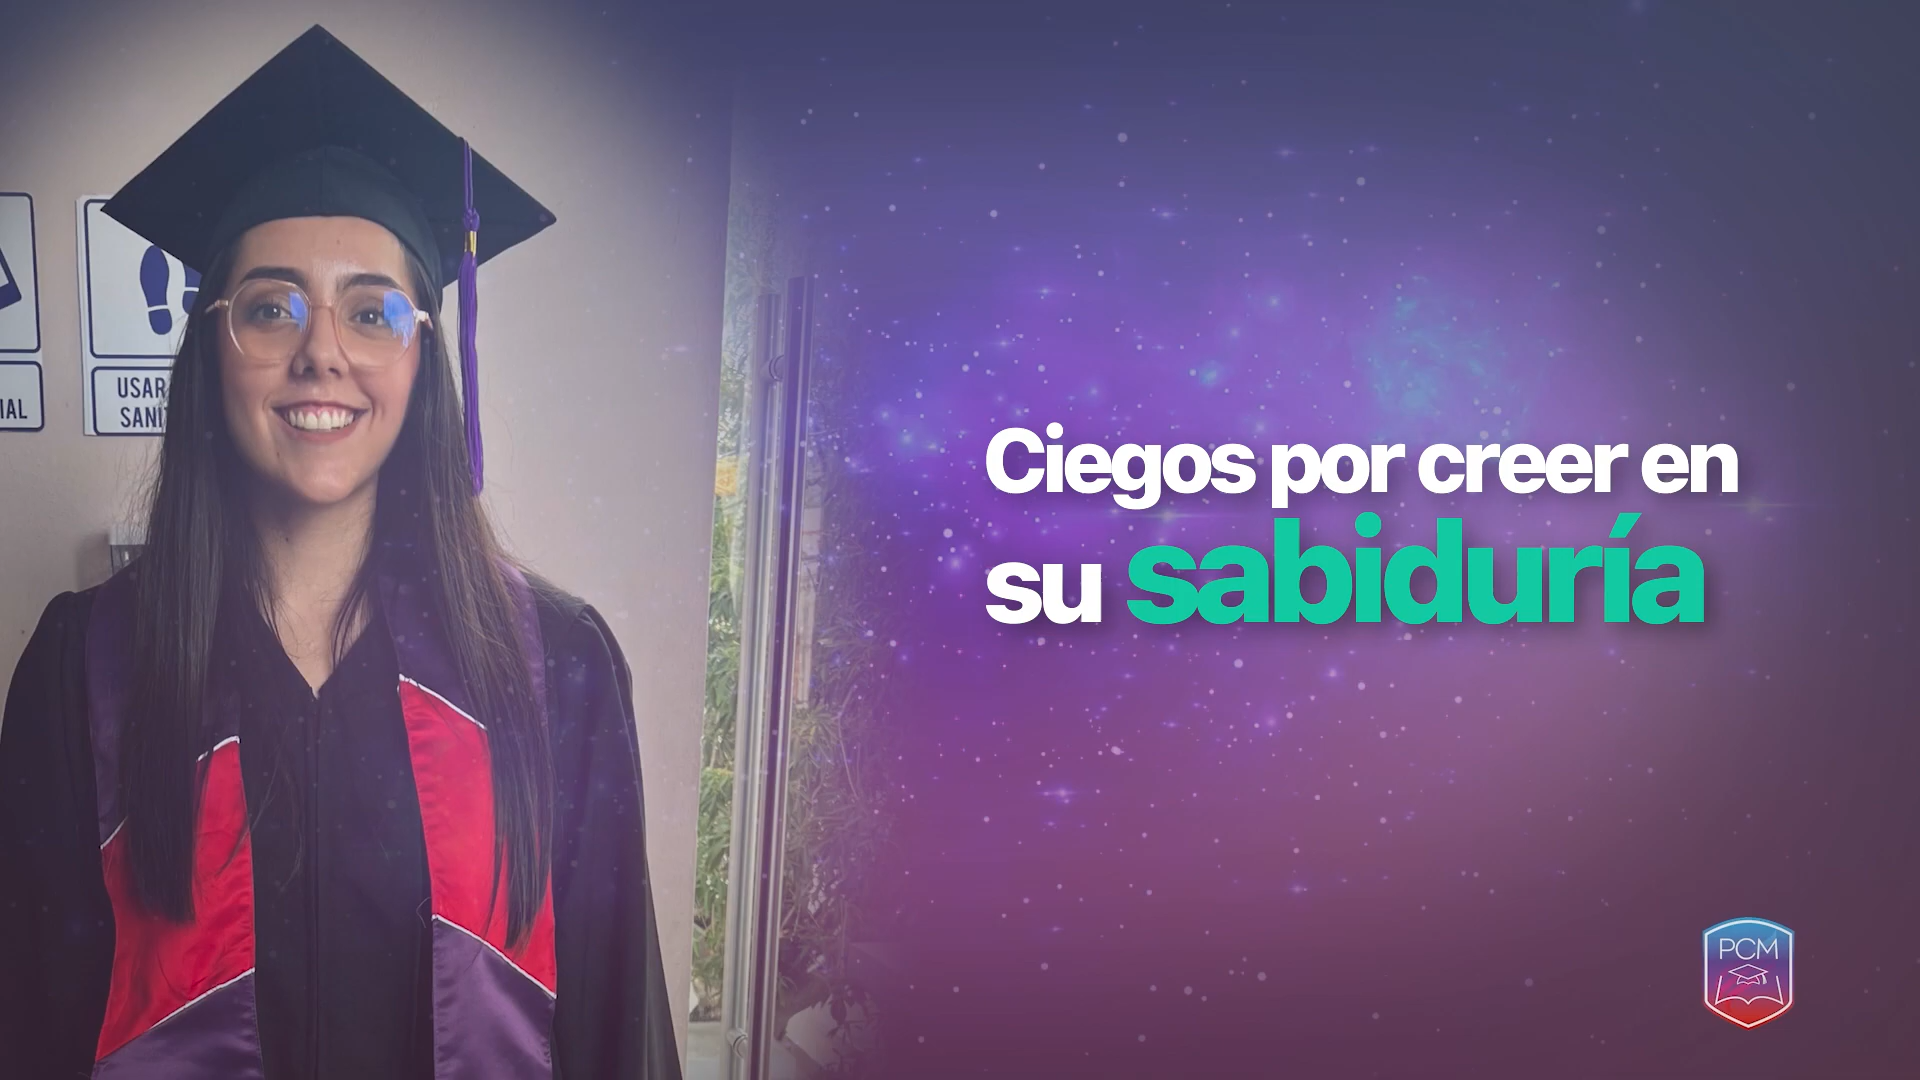 IAL
USAR
SANI
Ciegos por creer en
su sabiduría
PCM